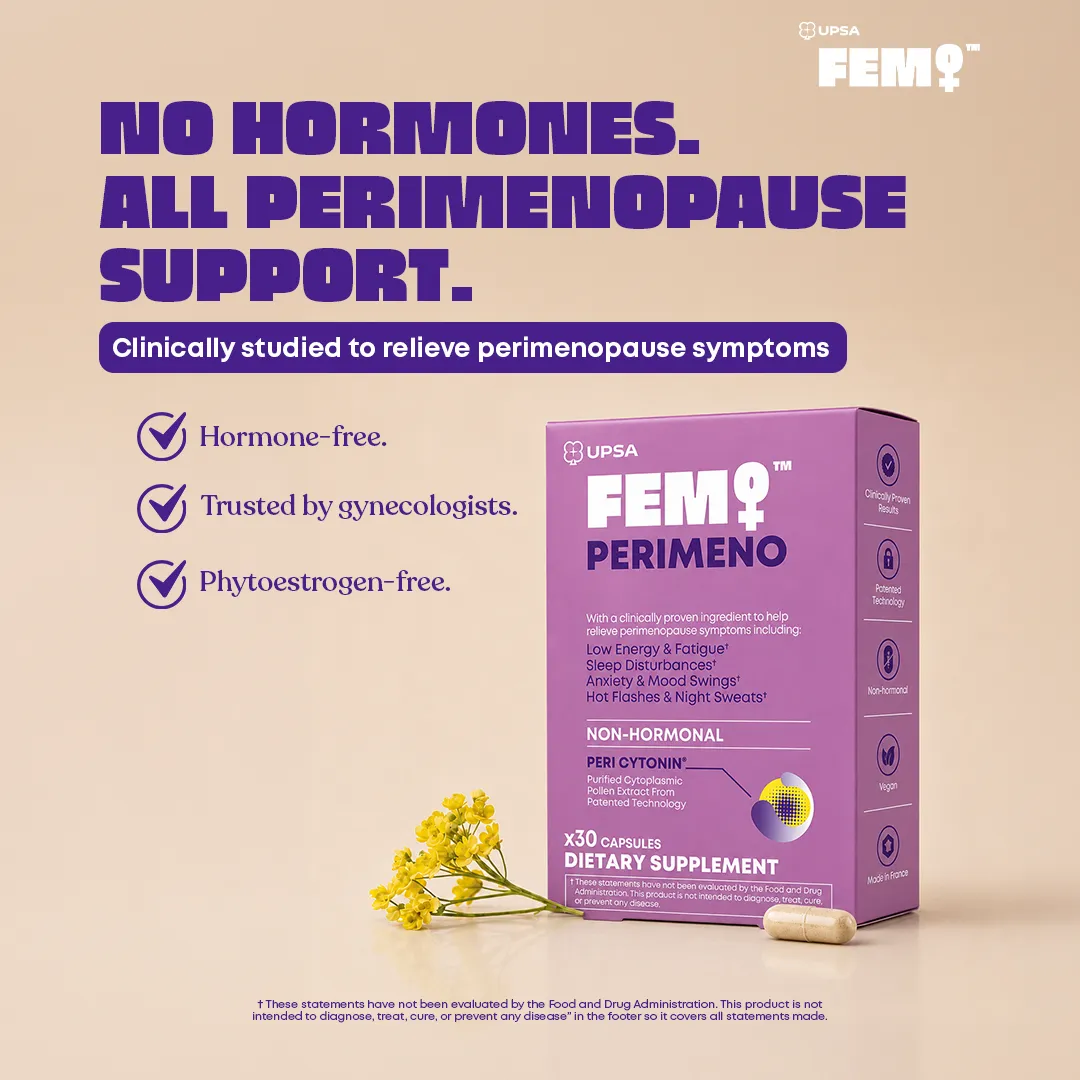 UPSA
FEM™
NO HORMONES.
ALL PERIMENOPAUSE
SUPPORT.
Clinically studied to relieve perimenopause symptoms
Hormone-free.
Trusted by gynecologists.
Phytoestrogen-free.
UPSA
FEM™
PERIMENO
With a clinically proven ingredient to help
relieve perimenopause symptoms including:
Low Energy & Fatigue†
Sleep Disturbances†
Anxiety & Mood Swings†
Hot Flashes & Night Sweats†
NON-HORMONAL
PERI CYTONIN®
Purified Cytoplasmic
Pollen Extract From
Patented Technology
x30 CAPSULES
DIETARY SUPPLEMENT
† These statements have not been evaluated by the Food and Drug
Administration. This product is not intended to diagnose, treat, cure,
or prevent any disease.
Clinically Proven
Results
Patented
Technology
Non-hormonal
Vegan
Made in France
† These statements have not been evaluated by the Food and Drug Administration. This product is not
intended to diagnose, treat, cure, or prevent any disease” in the footer so it covers all statements made.